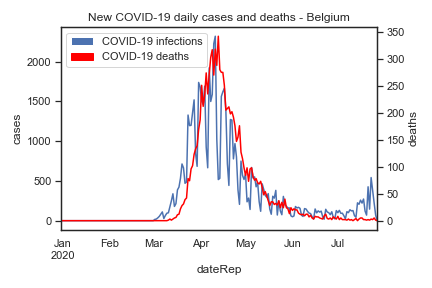 New COVID-19 daily cases and deaths - Belgium
COVID-19 infections
COVID-19 deaths
cases
2000
1500
1000
500
0
deaths
350
300
250
200
150
100
50
0
Jan Feb Mar Apr May Jun Jul
2020
dateRep